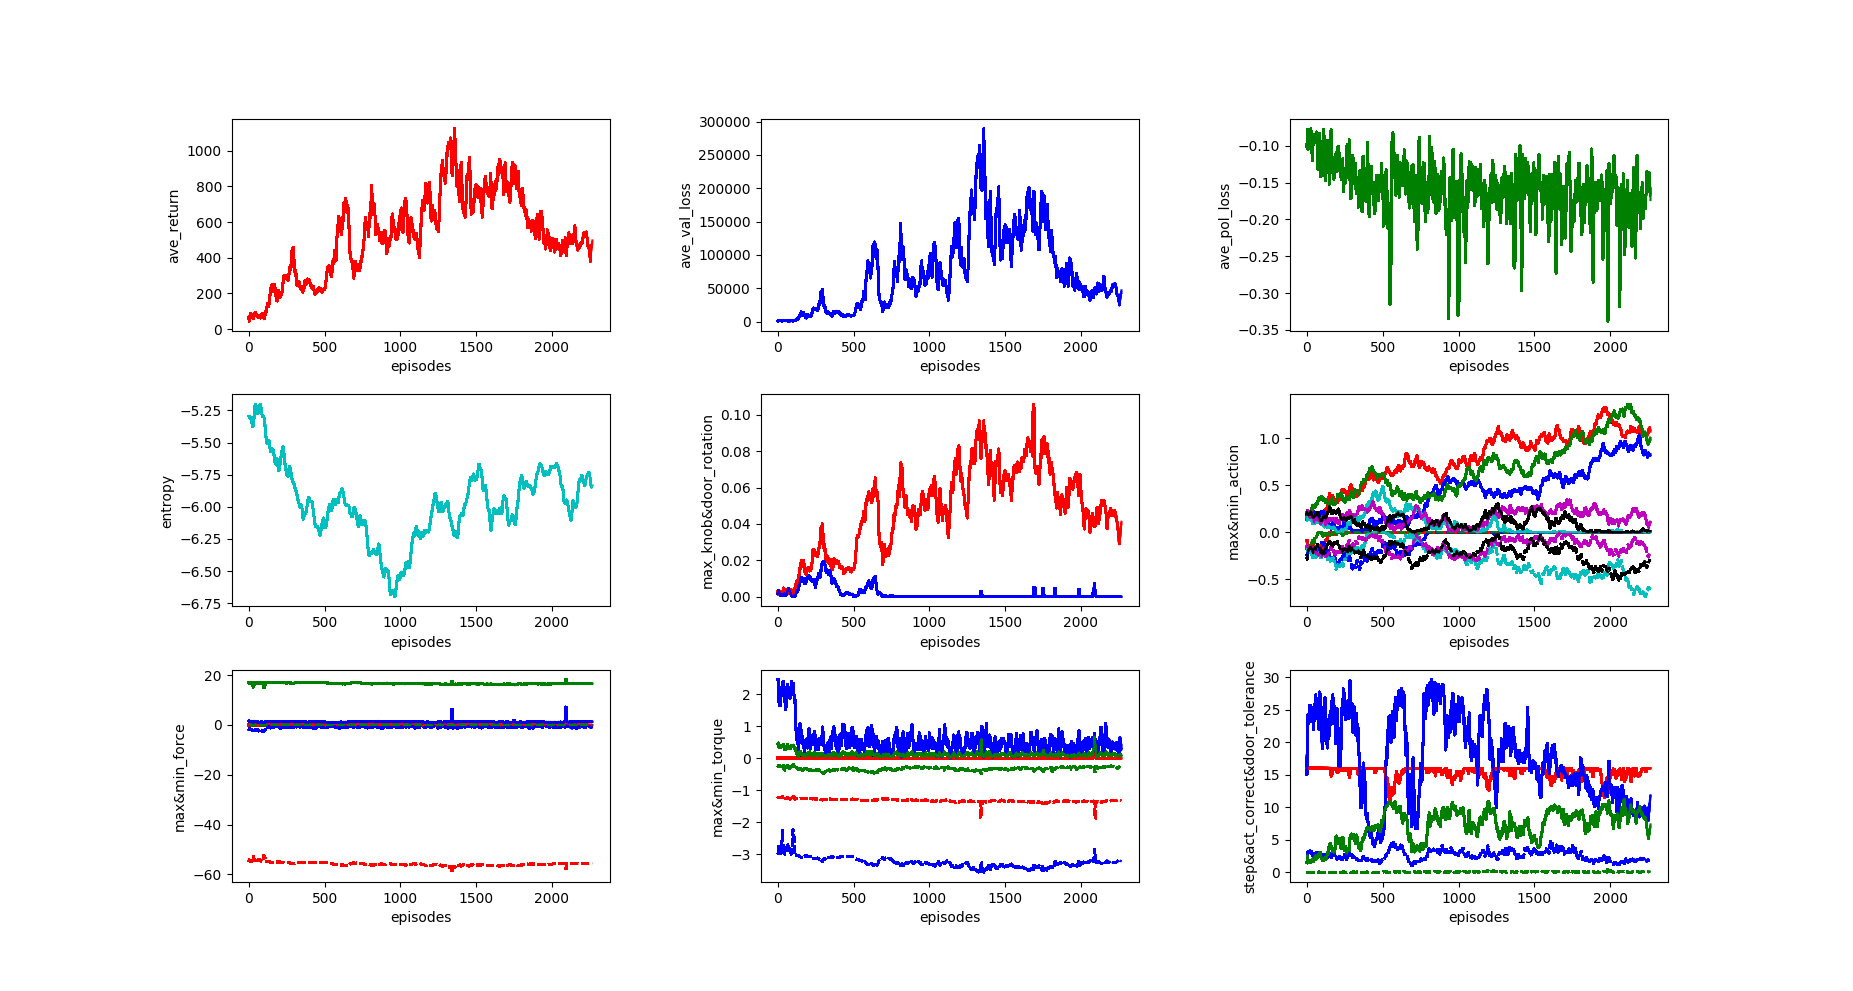 ave_return
1000
800
600
400
200
0
0 500 1000 1500 2000
episodes
ave_val_loss
300000
250000
200000
150000
100000
50000
0
0 500 1000 1500 2000
episodes
ave_pol_loss
−0.10
−0.15
−0.20
−0.25
−0.30
−0.35
0 500 1000 1500 2000
episodes
entropy
−5.25
−5.50
−5.75
−6.00
−6.25
−6.50
−6.75
0 500 1000 1500 2000
episodes
max_knob&door_rotation
0.10
0.08
0.06
0.04
0.02
0.00
0 500 1000 1500 2000
episodes
max&min_action
1.0
0.5
0.0
−0.5
0 500 1000 1500 2000
episodes
max&min_force
20
0
−20
−40
−60
0 500 1000 1500 2000
episodes
max&min_torque
2
1
0
−1
−2
−3
0 500 1000 1500 2000
episodes
step&act_correct&door_tolerance
30
25
20
15
10
5
0
0 500 1000 1500 2000
episodes